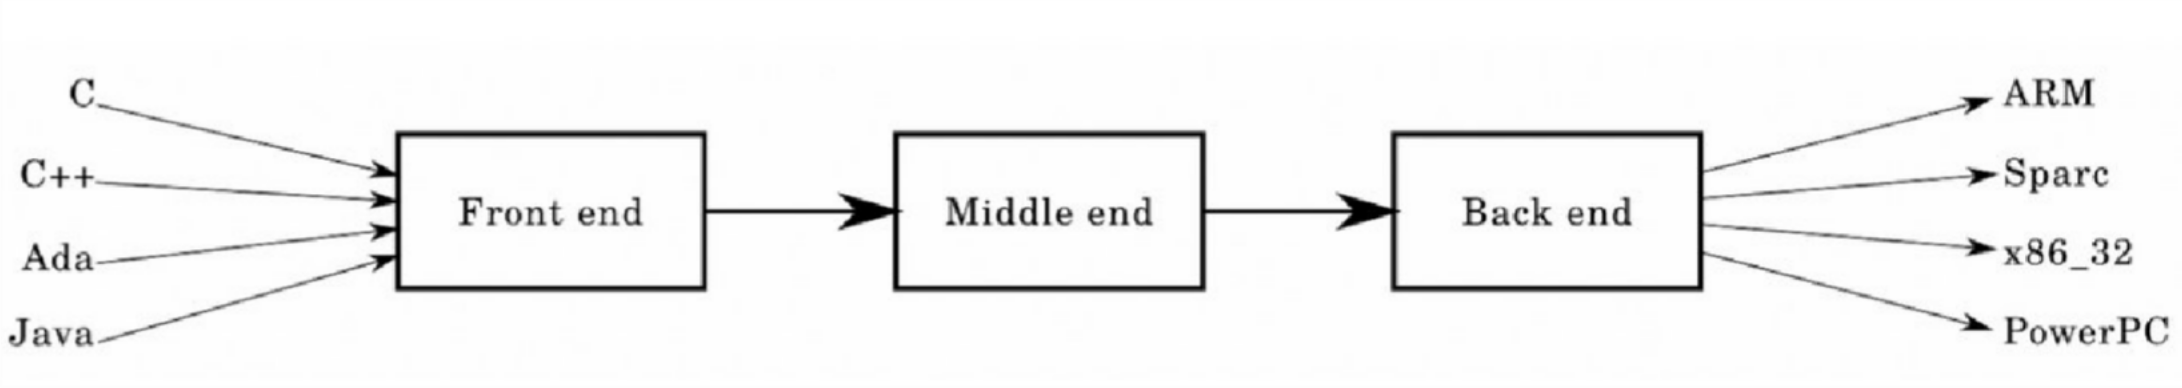 C
C++
Ada
Java
Front end
Middle end
Back end
ARM
Sparc
x86_32
PowerPC